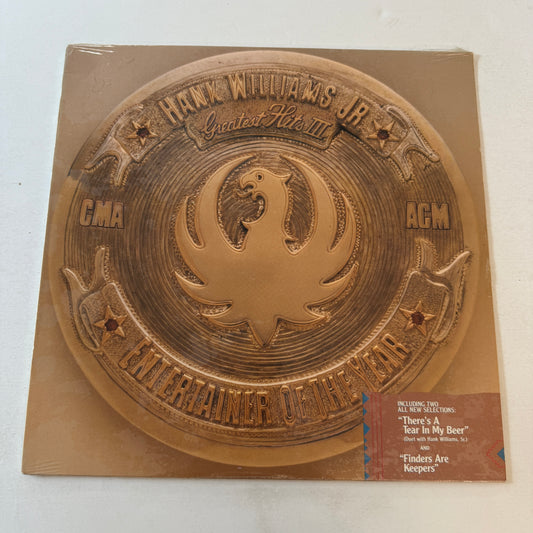 HANK WILLIAMS JR.
Greatest Hits III
CMA
ACM
ENTERTAINER OF THE YEAR
INCLUDING TWO
ALL NEW SELECTIONS:
"There's A
Tear In My Beer"
(Duet with Hank Williams, Sr.)
AND
"Finders Are
Keepers"